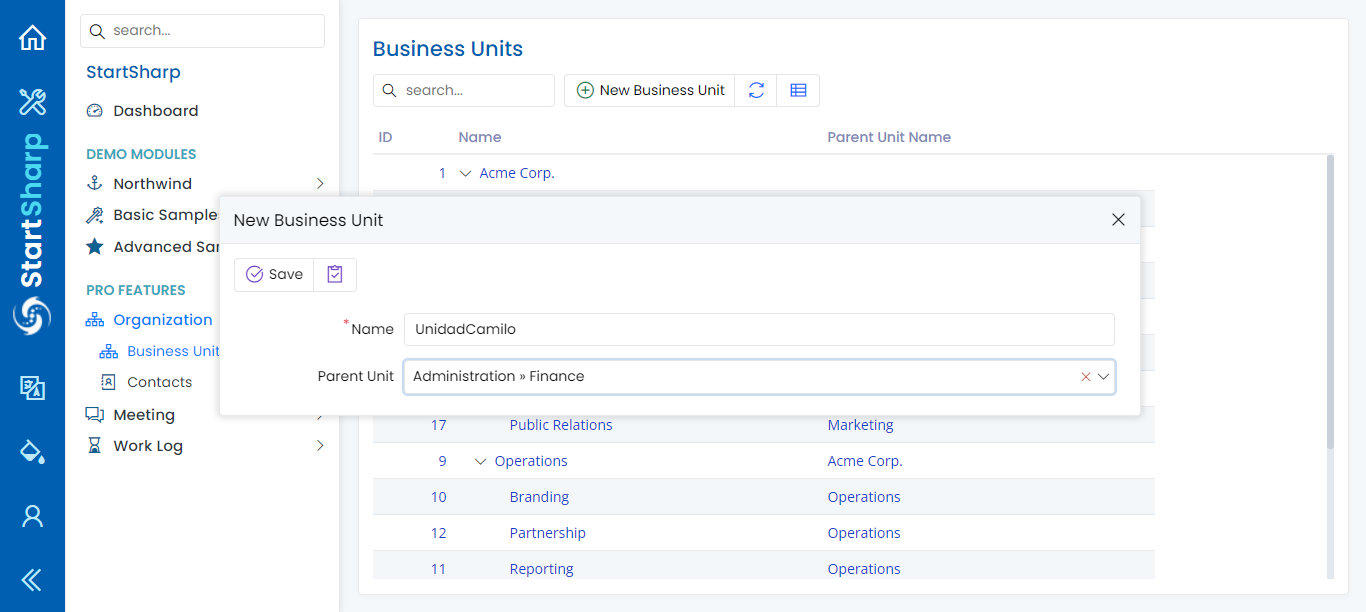 StartSharp
search...
StartSharp
Dashboard
DEMO MODULES
Northwind
Basic Sample
Advanced Sar
PRO FEATURES
Organization
Business Unit
Contacts
Meeting
Work Log
Business Units
search...
New Business Unit
ID Name Parent Unit Name
1 Acme Corp.
New Business Unit
Save
*Name UnidadCamilo
Parent Unit Administration » Finance
17 Public Relations Marketing
9 Operations Acme Corp.
10 Branding Operations
12 Partnership Operations
11 Reporting Operations